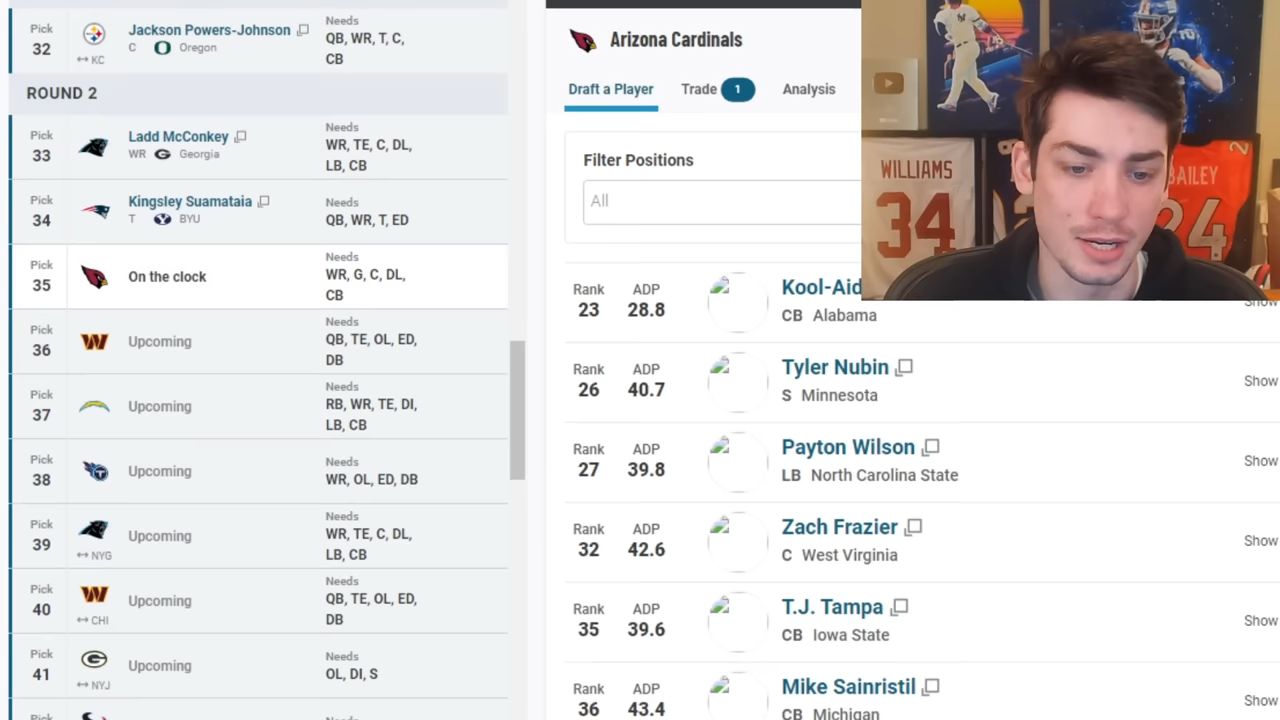 Pick
32
Jackson Powers-Johnson
C Oregon
↔ KC
Needs
QB, WR, T, C,
CB
ROUND 2
Pick
33
Ladd McConkey
WR Georgia
Needs
WR, TE, C, DL,
LB, CB
Pick
34
Kingsley Suamataia
T BYU
Needs
QB, WR, T, ED
Pick
35
On the clock
Needs
WR, G, C, DL,
CB
Pick
36
Upcoming
Needs
QB, TE, OL, ED,
DB
Pick
37
Upcoming
Needs
RB, WR, TE, DI,
LB, CB
Pick
38
Upcoming
Needs
WR, OL, ED, DB
Pick
39
Upcoming
↔ NYG
Needs
WR, TE, C, DL,
LB, CB
Pick
40
Upcoming
↔ CHI
Needs
QB, TE, OL, ED,
DB
Pick
41
Upcoming
↔ NYJ
Needs
OL, DI, S
Arizona Cardinals
Draft a Player Trade 1 Analysis
Filter Positions
All
Rank ADP
23 28.8
Kool-Aid
CB Alabama
Show
Rank ADP
26 40.7
Tyler Nubin
S Minnesota
Show
Rank ADP
27 39.8
Payton Wilson
LB North Carolina State
Show
Rank ADP
32 42.6
Zach Frazier
C West Virginia
Show
Rank ADP
35 39.6
T.J. Tampa
CB Iowa State
Show
Rank ADP
36 43.4
Mike Sainristil
CB Michigan
Show
WILLIAMS
34
BAILEY
24